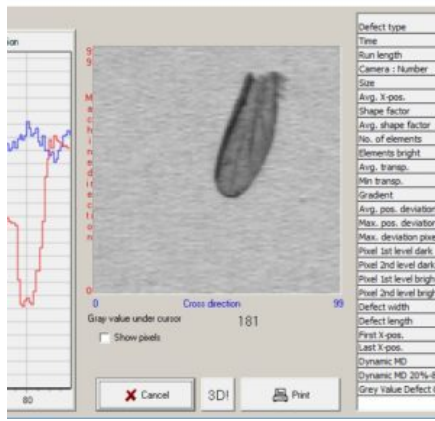 Defect type
Time
Run length
Camera : Number
Size
Avg. X-pos.
Shape factor
Avg. shape factor
No. of elements
Elements bright
Avg. transp.
Min transp.
Gradient
Avg. pos. deviation
Max. pos. deviation
Max. deviation pixe
Pixel 1st level dark
Pixel 2nd level dark
Pixel 1st level bright
Pixel 2nd level brigh
Defect width
Defect length
First X-pos.
Last X-pos.
Dynamic MD
Dynamic MD 20%-8
Grey Value Defect
99
Machine direction
0
0
Cross direction
99
Gray value under cursor
181
Show pixels
Cancel
3D!
Print
80